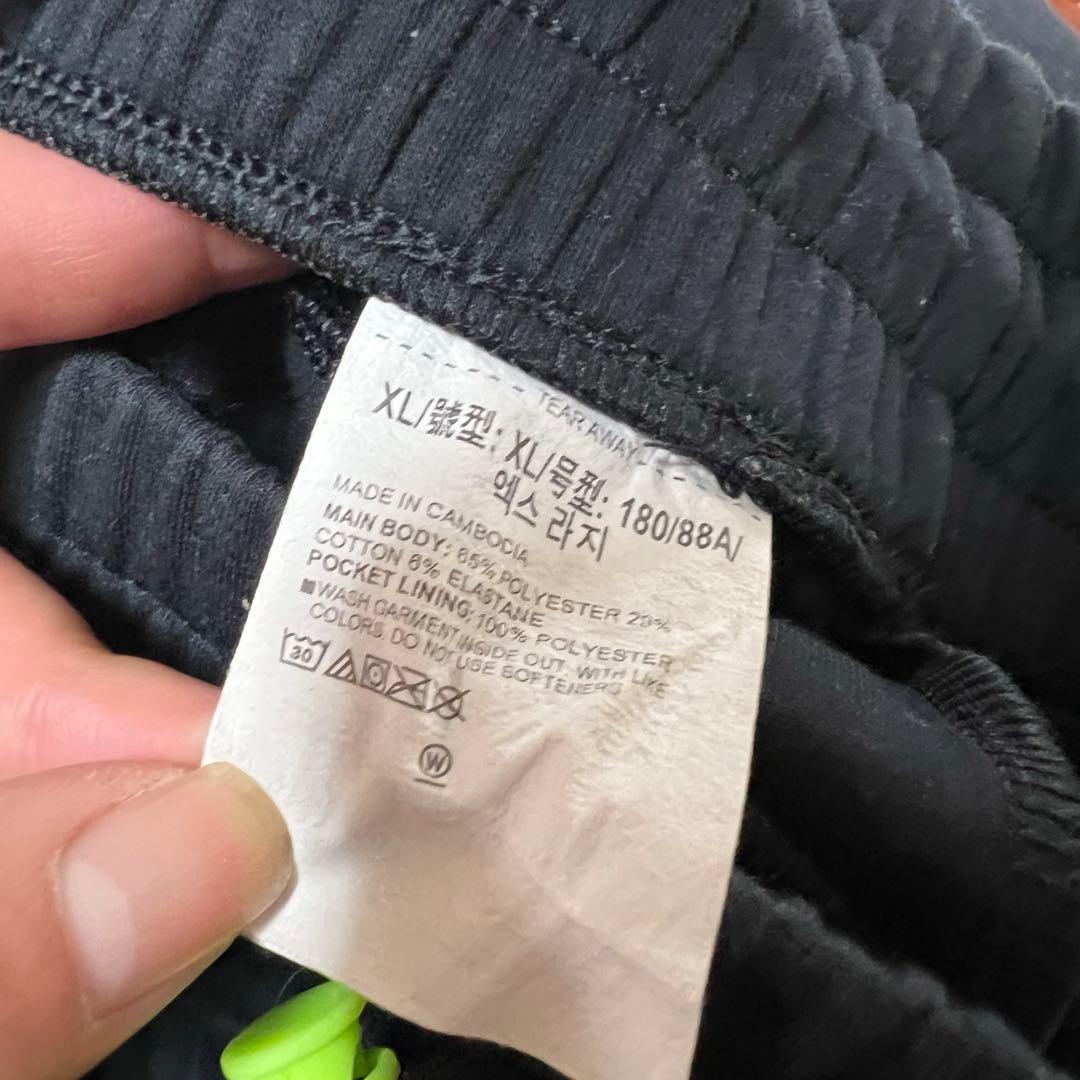 TEAR AWAY
XL/號型: XL/号型: 180/88A/
엑스 라지
MADE IN CAMBODIA
MAIN BODY: 65% POLYESTER 29%
COTTON 6% ELASTANE
POCKET LINING: 100% POLYESTER
WASH GARMENT INSIDE OUT, WITH LIKE
COLORS. DO NOT USE SOFTENERS
30
W